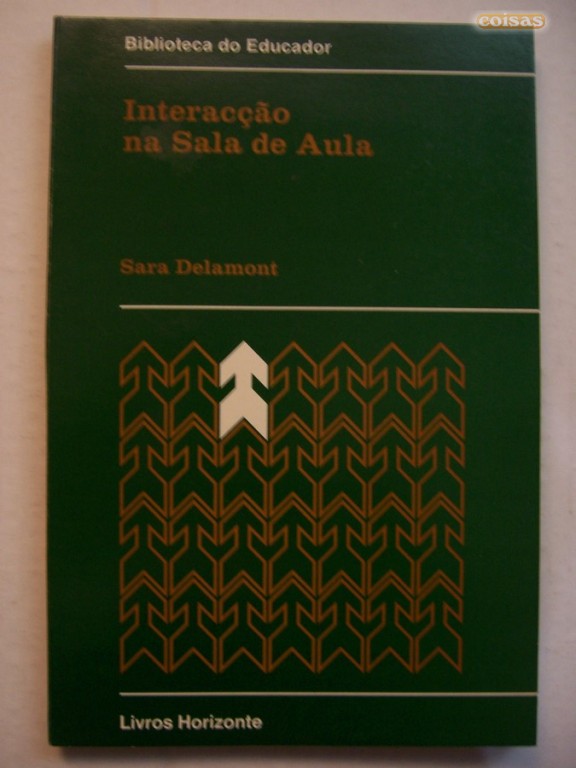 coisas
Biblioteca do Educador
Interacção
na Sala de Aula
Sara Delamont
Livros Horizonte